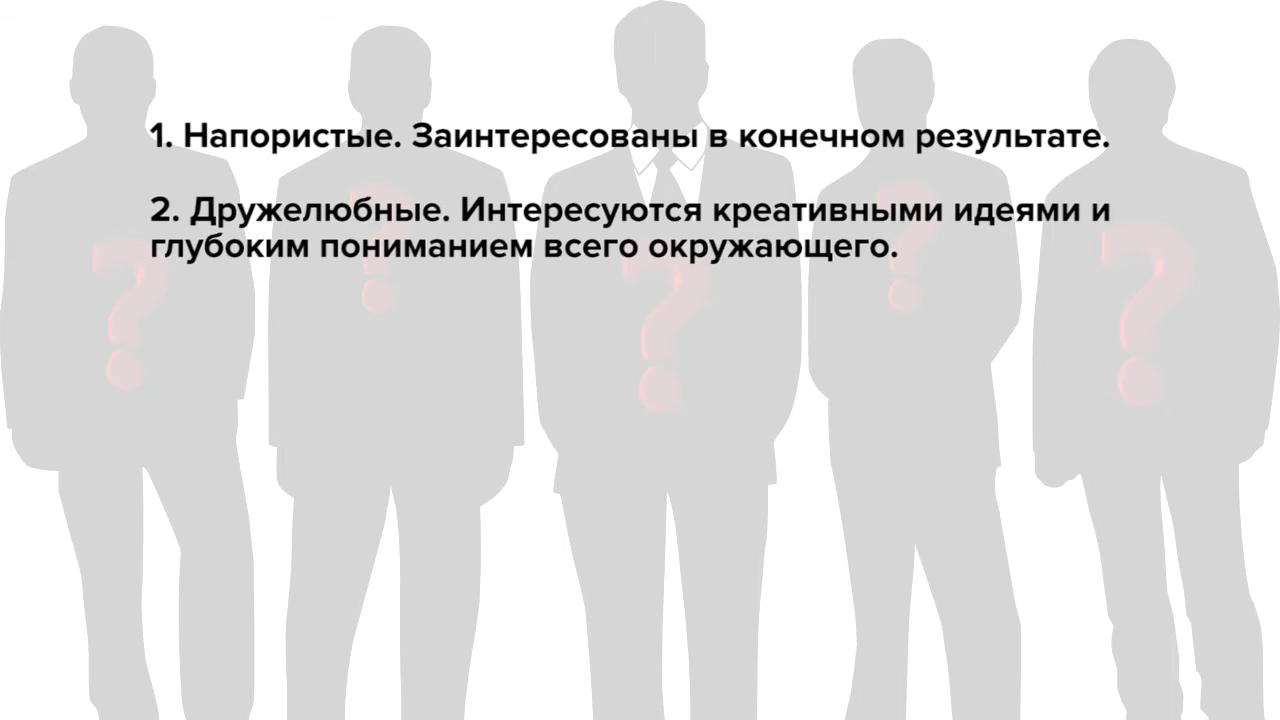 1. Напористые. Заинтересованы в конечном результате.
2. Дружелюбные. Интересуются креативными идеями и
глубоким пониманием всего окружающего.